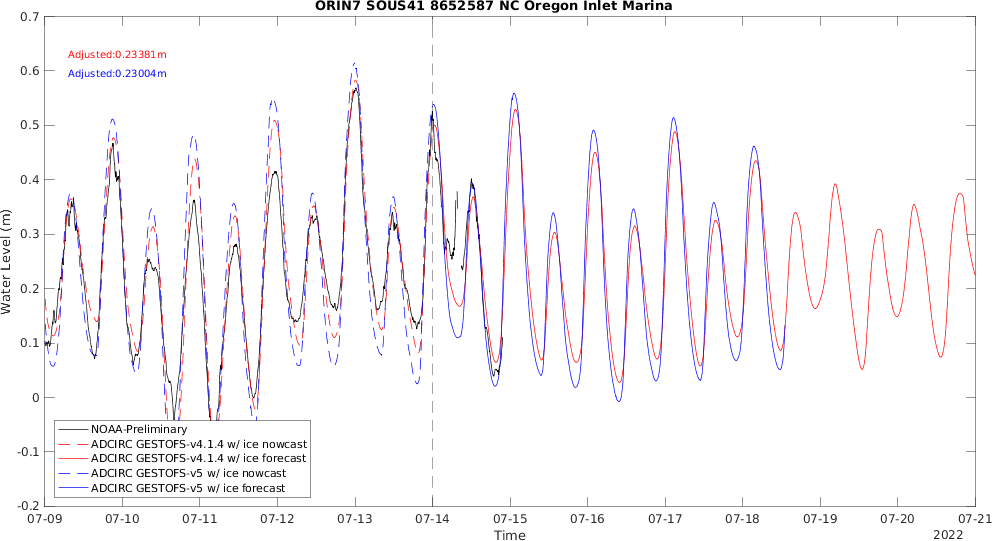 ORIN7 SOUS41 8652587 NC Oregon Inlet Marina
Adjusted:0.23381m
Adjusted:0.23004m
Water Level (m)
0.7
0.6
0.5
0.4
0.3
0.2
0.1
0
-0.1
-0.2
NOAA-Preliminary
ADCIRC GESTOFS-v4.1.4 w/ ice nowcast
ADCIRC GESTOFS-v4.1.4 w/ ice forecast
ADCIRC GESTOFS-v5 w/ ice nowcast
ADCIRC GESTOFS-v5 w/ ice forecast
07-09 07-10 07-11 07-12 07-13 07-14 07-15 07-16 07-17 07-18 07-19 07-20 07-21
Time
2022